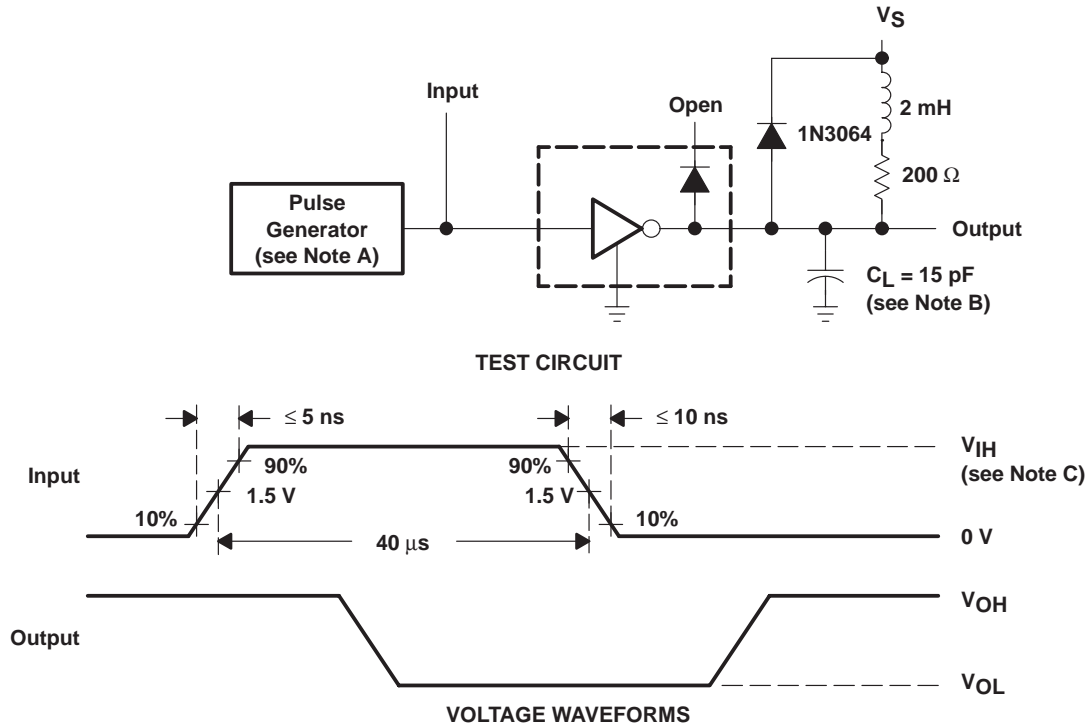 VS
Input
Open
2 mH
1N3064
200 Ω
Pulse
Generator
(see Note A)
Output
CL = 15 pF
(see Note B)
TEST CIRCUIT
≤ 5 ns
≤ 10 ns
VIH
(see Note C)
Input
90%
90%
1.5 V
1.5 V
10%
10%
40 μs
0 V
VOH
Output
VOL
VOLTAGE WAVEFORMS